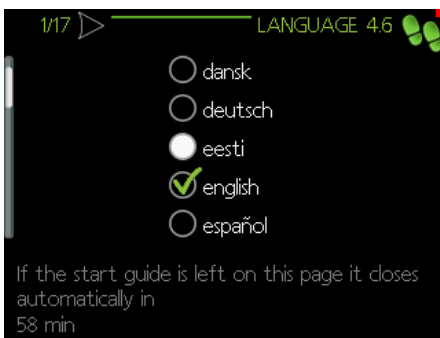 1/17 LANGUAGE 4.6
dansk
deutsch
eesti
english
español
If the start guide is left on this page it closes
automatically in
58 min